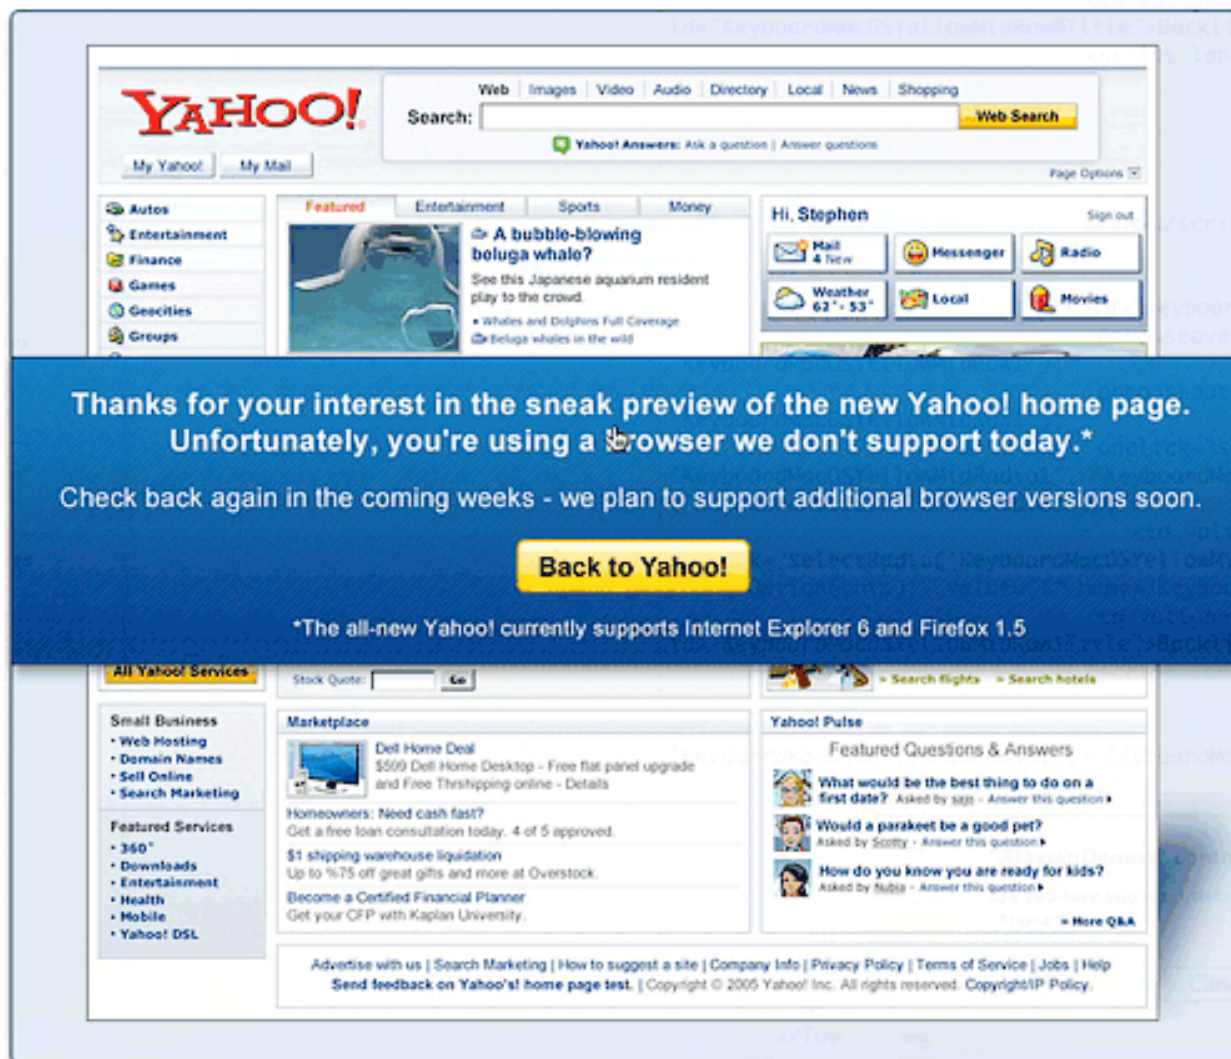 YAHOO!
Web | Images | Video | Audio | Directory | Local | News | Shopping
Search:
Web Search
Yahoo! Answers: Ask a question | Answer questions
My Yahoo!
My Mail
Page Options
Autos
Entertainment
Finance
Games
Geocities
Groups
Featured
Entertainment
Sports
Money
A bubble-blowing
beluga whale?
See this Japanese aquarium resident
play to the crowd.
• Whales and Dolphins Full Coverage
Beluga whales in the wild
Hi, Stephen
Sign out
Mail
4 New
Messenger
Radio
Weather
62°- 53°
Local
Movies
Thanks for your interest in the sneak preview of the new Yahoo! home page.
Unfortunately, you're using a browser we don't support today.*
Check back again in the coming weeks - we plan to support additional browser versions soon.
Back to Yahoo!
*The all-new Yahoo! currently supports Internet Explorer 6 and Firefox 1.5
All Yahoo! Services
Stock Quote:
Go
» Search flights » Search hotels
Small Business
• Web Hosting
• Domain Names
• Sell Online
• Search Marketing
Featured Services
• 360°
• Downloads
• Entertainment
• Health
• Mobile
• Yahoo! DSL
Marketplace
Dell Home Deal
$599 Dell Home Desktop - Free flat panel upgrade
and Free Thrshipping online - Details
Homeowners: Need cash fast?
Get a free loan consultation today. 4 of 5 approved.
$1 shipping warehouse liquidation
Up to %75 off great gifts and more at Overstock.
Become a Certified Financial Planner
Get your CFP with Kaplan University.
Yahoo! Pulse
Featured Questions & Answers
What would be the best thing to do on a
first date? Asked by - Answer this question
Would a parakeet be a good pet?
Asked by Scotty - Answer this question
How do you know you are ready for kids?
Asked by Nubia - Answer this question
» More Q&A
Advertise with us | Search Marketing | How to suggest a site | Company Info | Privacy Policy | Terms of Service | Jobs | Help
Send feedback on Yahoo's! home page test. | Copyright © 2005 Yahoo! Inc. All rights reserved. Copyright/IP Policy.